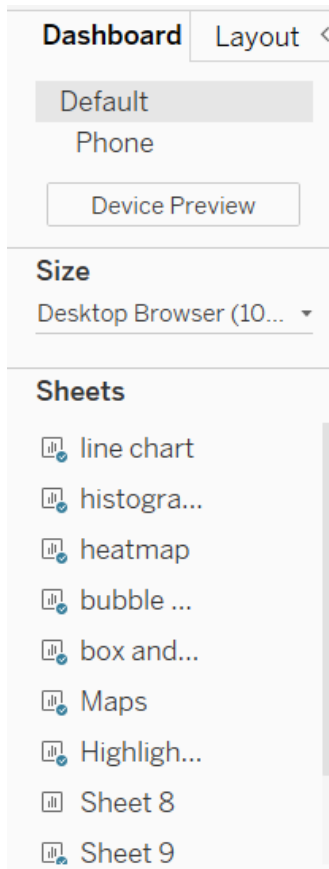 Dashboard Layout <
Default
Phone
Device Preview
Size
Desktop Browser (10...
Sheets
line chart
histogra...
heatmap
bubble ...
box and...
Maps
Highligh...
Sheet 8
Sheet 9